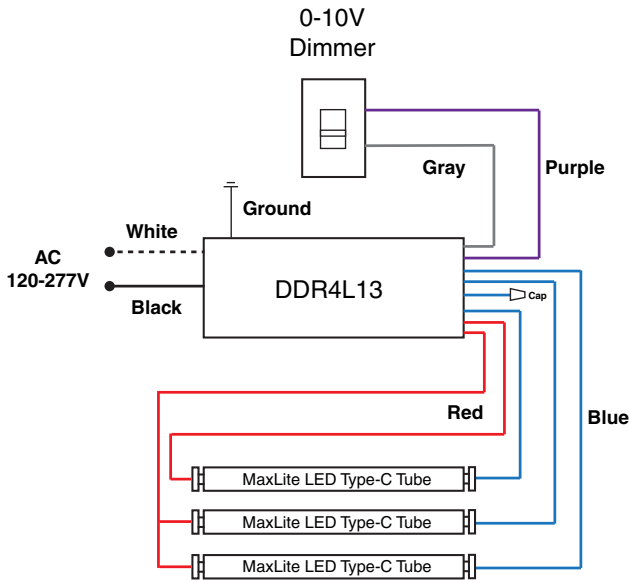 0-10V
Dimmer
Gray
Purple
Ground
White
AC
120-277V
Black
DDR4L13
Cap
Red
Blue
MaxLite LED Type-C Tube
MaxLite LED Type-C Tube
MaxLite LED Type-C Tube